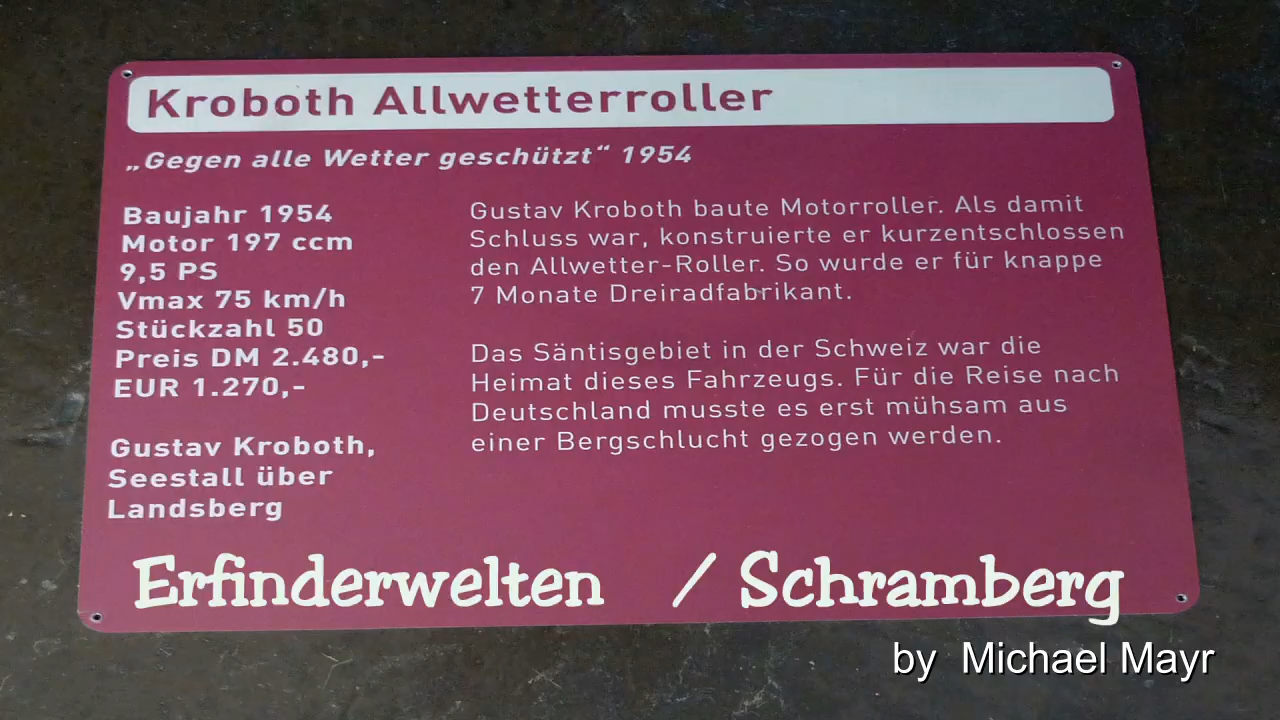 Kroboth Allwetterroller
„Gegen alle Wetter geschützt“ 1954
Baujahr 1954
Motor 197 ccm
9,5 PS
Vmax 75 km/h
Stückzahl 50
Preis DM 2.480,-
EUR 1.270,-
Gustav Kroboth,
Seestall über
Landsberg
Gustav Kroboth baute Motorroller. Als damit
Schluss war, konstruierte er kurzentschlossen
den Allwetter-Roller. So wurde er für knappe
7 Monate Dreiradfabrikant.
Das Säntisgebiet in der Schweiz war die
Heimat dieses Fahrzeugs. Für die Reise nach
Deutschland musste es erst mühsam aus
einer Bergschlucht gezogen werden.
Erfinderwelten / Schramberg
by Michael Mayr